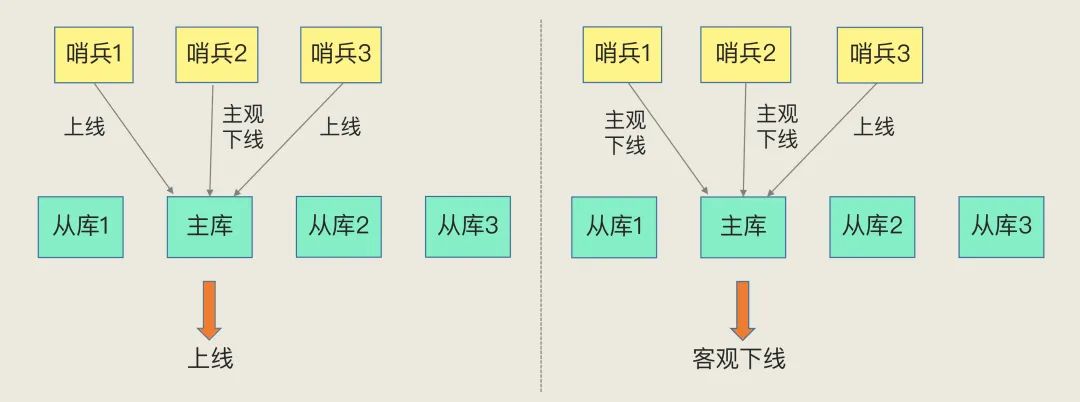 哨兵1
哨兵2
哨兵3
上线
主观
下线
上线
从库1
主库
从库2
从库3
上线
哨兵1
哨兵2
哨兵3
主观
下线
主观
下线
上线
从库1
主库
从库2
从库3
客观下线